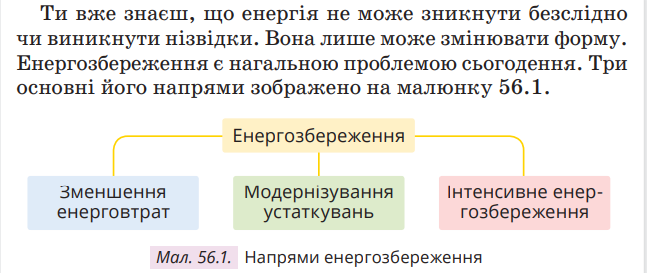 Ти вже знаєш, що енергія не може зникнути безслідно
чи виникнути нізвідки. Вона лише може змінювати форму.
Енергозбереження є нагальною проблемою сьогодення. Три
основні його напрями зображено на малюнку 56.1.
Енергозбереження
Зменшення
енерговтрат
Модернізування
устаткувань
Інтенсивне енер-
гозбереження
Мал. 56.1. Напрями енергозбереження